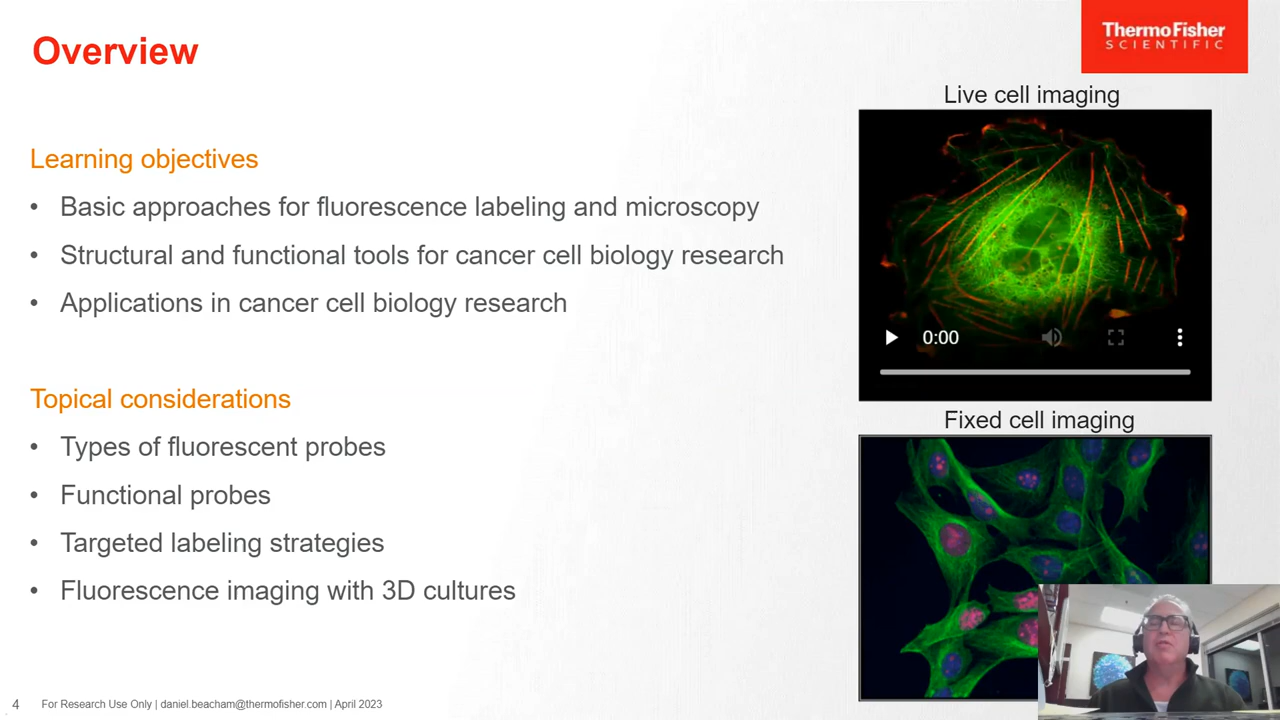 Overview
ThermoFisher
SCIENTIFIC
Learning objectives
• Basic approaches for fluorescence labeling and microscopy
• Structural and functional tools for cancer cell biology research
• Applications in cancer cell biology research
Topical considerations
• Types of fluorescent probes
• Functional probes
• Targeted labeling strategies
• Fluorescence imaging with 3D cultures
Live cell imaging
0:00
Fixed cell imaging
4 For Research Use Only | daniel.beacham@thermofisher.com | April 2023